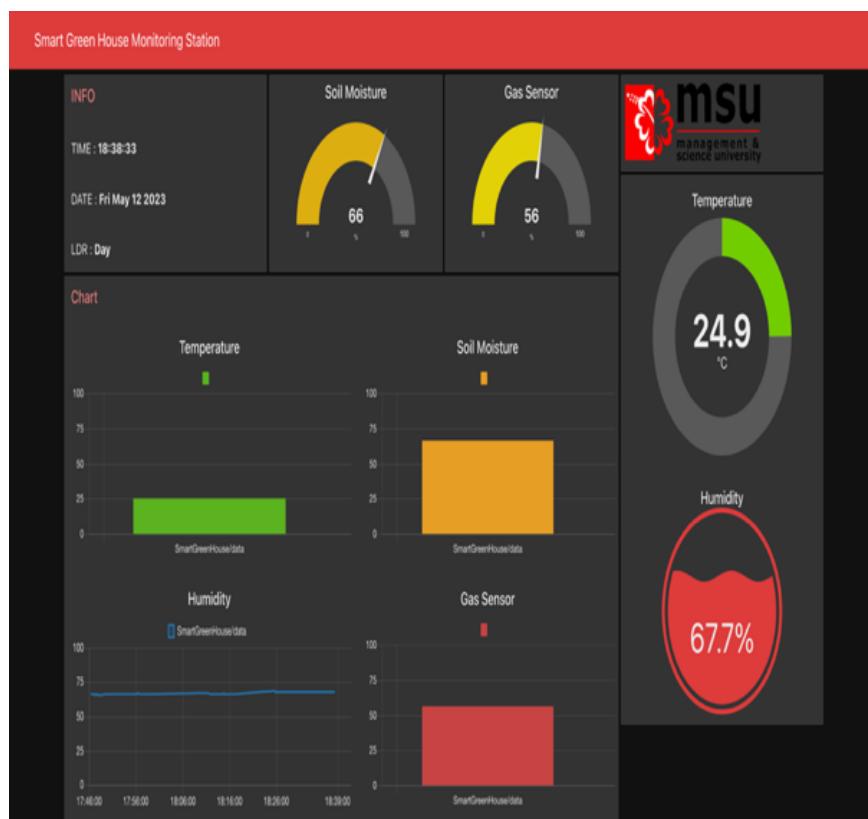 Smart Green House Monitoring Station
INFO
TIME : 18:38:33
DATE : Fri May 12 2023
LDR : Day
Soil Moisture
66
0
%
100
Gas Sensor
56
0
%
100
msu
management &
science university
Temperature
24.9
°C
Humidity
67.7%
Chart
Temperature
100
75
50
25
0
SmartGreenHouse/data
Soil Moisture
100
75
50
25
0
SmartGreenHouse/data
Humidity
SmartGreenHouse/data
100
75
50
25
0
17:46:00 17:56:00 18:06:00 18:16:00 18:26:00 18:39:00
Gas Sensor
100
75
50
25
0
SmartGreenHouse/data